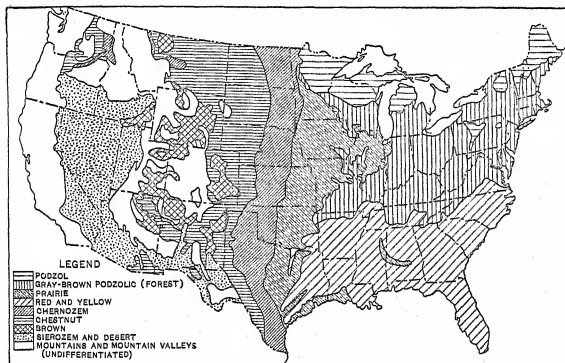 LEGEND
PODZOL
GRAY-BROWN PODZOLIC (FOREST)
PRAIRIE
RED AND YELLOW
CHERNOZEM
CHESTNUT
BROWN
SIEROZEM AND DESERT
MOUNTAINS AND MOUNTAIN VALLEYS
(UNDIFFERENTIATED)